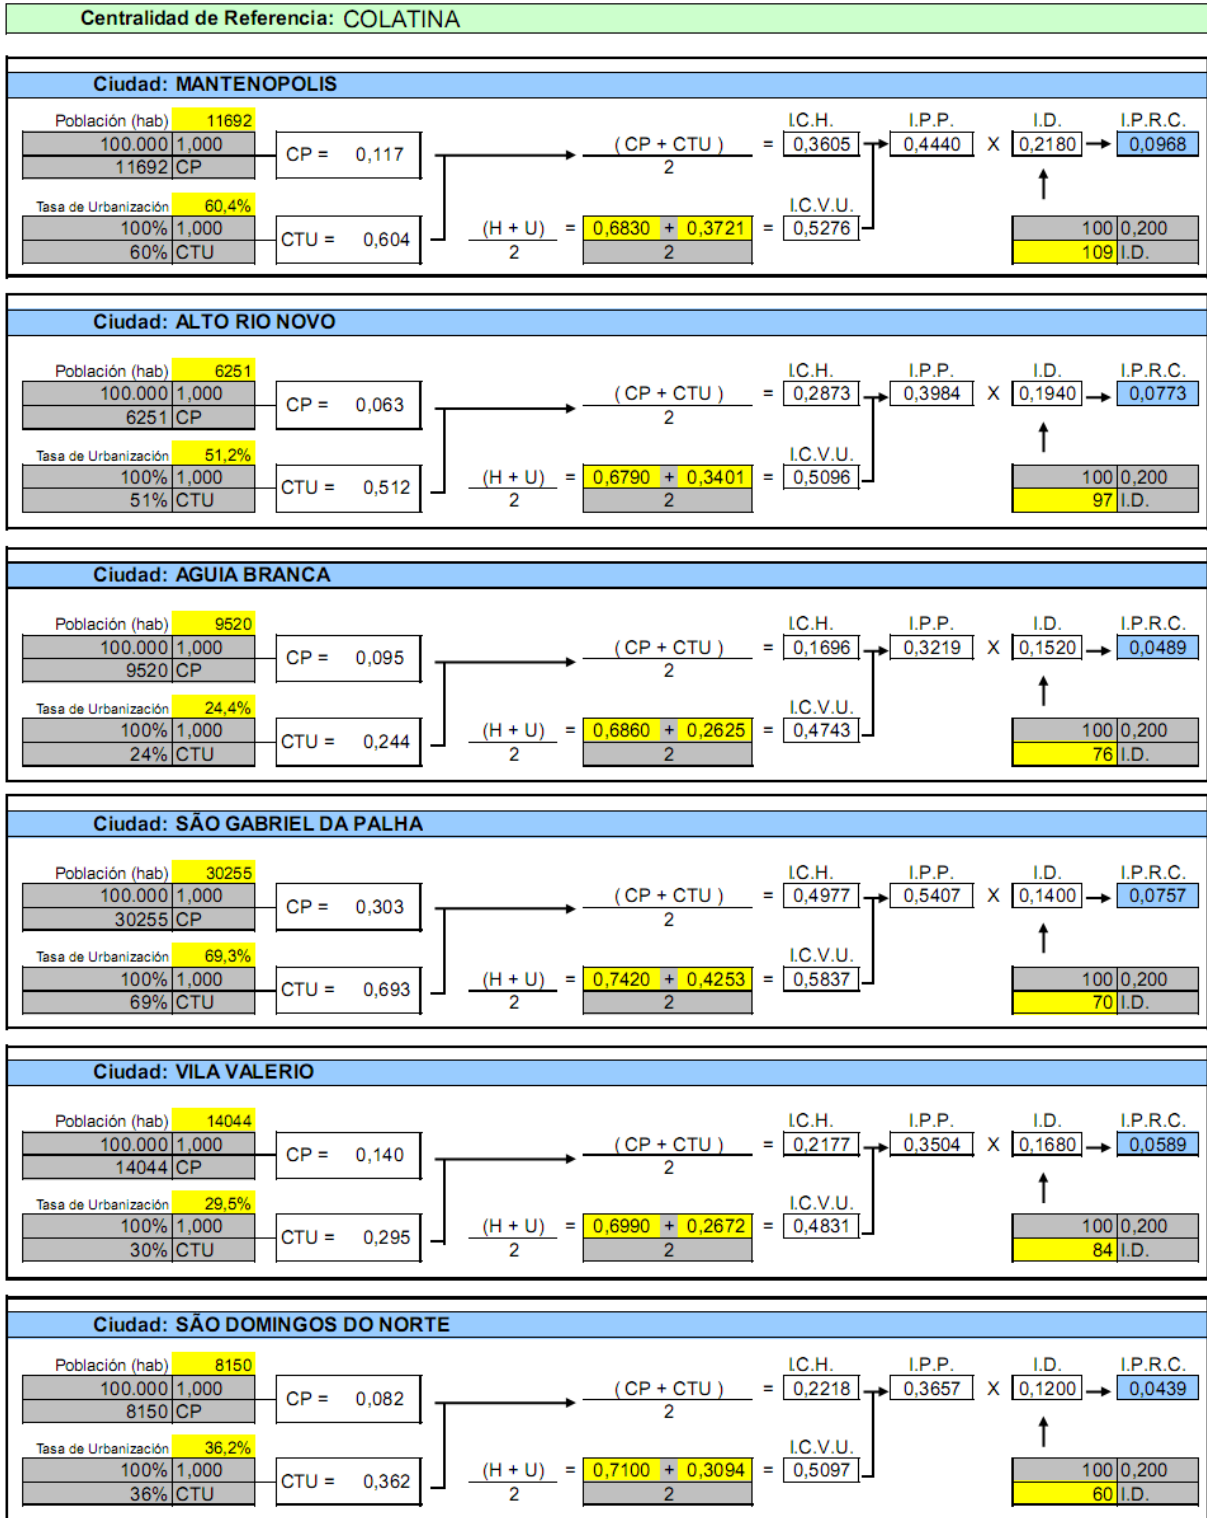 Centralidad de Referencia: COLATINA
Ciudad: MANTENOPOLIS
Población (hab) 11692 I.C.H. I.P.P. I.D. I.P.R.C.
100.000 1,000 CP = 0,117 ( CP + CTU ) = 0,3605 0,4440 X 0,2180 0,0968
11692 CP 2
Tasa de Urbanización 60,4% I.C.V.U.
100% 1,000 CTU = 0,604 (H + U) = 0,6830 + 0,3721 = 0,5276 100 0,200
60% CTU 2 2 109 I.D.
Ciudad: ALTO RIO NOVO
Población (hab) 6251 I.C.H. I.P.P. I.D. I.P.R.C.
100.000 1,000 CP = 0,063 ( CP + CTU ) = 0,2873 0,3984 X 0,1940 0,0773
6251 CP 2
Tasa de Urbanización 51,2% I.C.V.U.
100% 1,000 CTU = 0,512 (H + U) = 0,6790 + 0,3401 = 0,5096 100 0,200
51% CTU 2 2 97 I.D.
Ciudad: AGUIA BRANCA
Población (hab) 9520 I.C.H. I.P.P. I.D. I.P.R.C.
100.000 1,000 CP = 0,095 ( CP + CTU ) = 0,1696 0,3219 X 0,1520 0,0489
9520 CP 2
Tasa de Urbanización 24,4% I.C.V.U.
100% 1,000 CTU = 0,244 (H + U) = 0,6860 + 0,2625 = 0,4743 100 0,200
24% CTU 2 2 76 I.D.
Ciudad: SÃO GABRIEL DA PALHA
Población (hab) 30255 I.C.H. I.P.P. I.D. I.P.R.C.
100.000 1,000 CP = 0,303 ( CP + CTU ) = 0,4977 0,5407 X 0,1400 0,0757
30255 CP 2
Tasa de Urbanización 69,3% I.C.V.U.
100% 1,000 CTU = 0,693 (H + U) = 0,7420 + 0,4253 = 0,5837 100 0,200
69% CTU 2 2 70 I.D.
Ciudad: VILA VALERIO
Población (hab) 14044 I.C.H. I.P.P. I.D. I.P.R.C.
100.000 1,000 CP = 0,140 ( CP + CTU ) = 0,2177 0,3504 X 0,1680 0,0589
14044 CP 2
Tasa de Urbanización 29,5% I.C.V.U.
100% 1,000 CTU = 0,295 (H + U) = 0,6990 + 0,2672 = 0,4831 100 0,200
30% CTU 2 2 84 I.D.
Ciudad: SÃO DOMINGOS DO NORTE
Población (hab) 8150 I.C.H. I.P.P. I.D. I.P.R.C.
100.000 1,000 CP = 0,082 ( CP + CTU ) = 0,2218 0,3657 X 0,1200 0,0439
8150 CP 2
Tasa de Urbanización 36,2% I.C.V.U.
100% 1,000 CTU = 0,362 (H + U) = 0,7100 + 0,3094 = 0,5097 100 0,200
36% CTU 2 2 60 I.D.